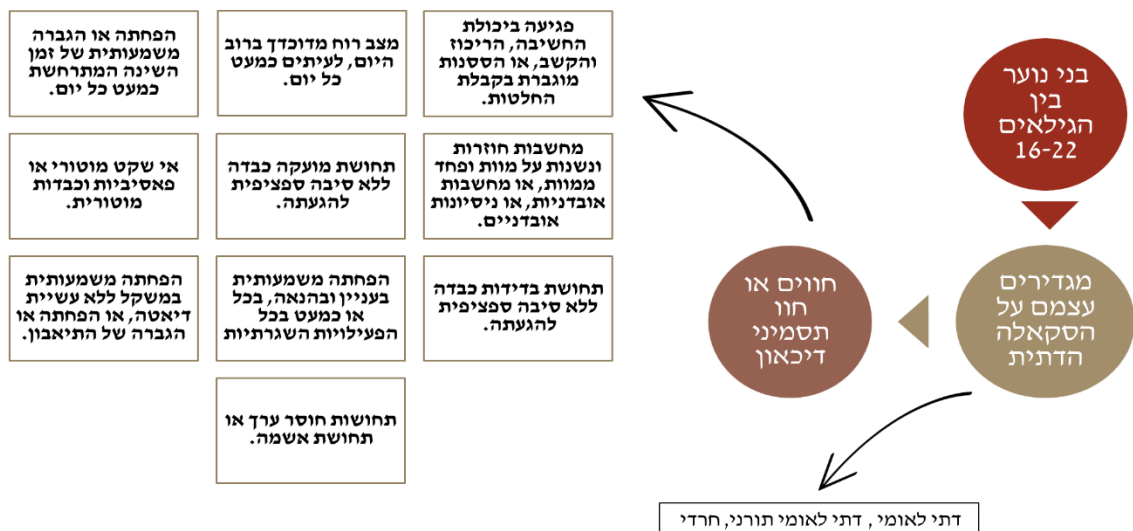 בני נוער
בין
הגילאים
16-22
מגדירים
עצמם על
הסקאלה
הדתית
חווים או
חוו
תסמיני
דיכאון
פגיעה ביכולת
החשיבה, הריכוז
והקשב, או הססנות
מוגברת בקבלת
החלטות.
מצב רוח מדוכדך ברוב
היום, לעיתים כמעט
כל יום.
הפחתה או הגברה
משמעותית של זמן
השינה המתרחשת
כמעט כל יום.
מחשבות חוזרות
ונשנות על מוות ופחד
ממוות, או מחשבות
אובדניות, או ניסיונות
אובדניים.
תחושת מועקה כבדה
ללא סיבה ספציפית
להגעתה.
אי שקט מוטורי או
פאסיביות וכבדות
מוטורית.
תחושת בדידות כבדה
ללא סיבה ספציפית
להגעתה.
הפחתה משמעותית
בעניין ובהנאה, בכל
או כמעט בכל
הפעילויות השגרתיות
הפחתה משמעותית
במשקל ללא עשיית
דיאטה, או הפחתה או
הגברה של התיאבון.
תחושות חוסר ערך או
תחושת אשמה.
דתי לאומי , דתי לאומי תורני, חרדי